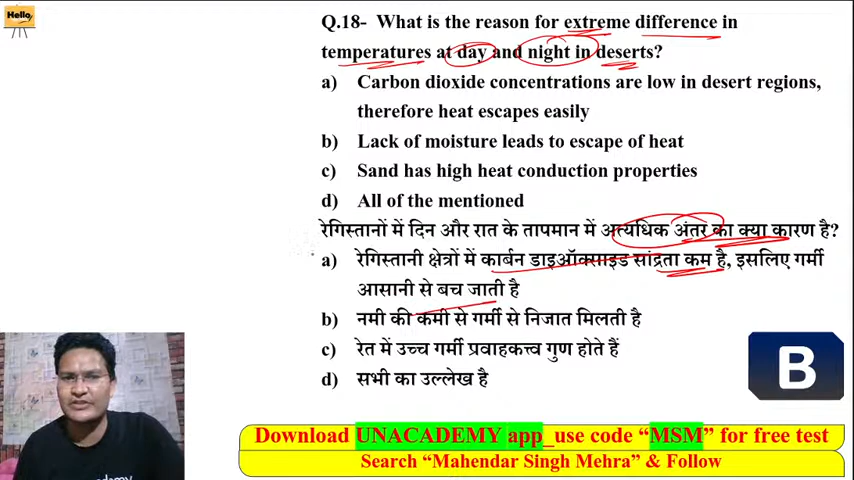 Hello
Q.18- What is the reason for extreme difference in
temperatures at day and night in deserts?
a) Carbon dioxide concentrations are low in desert regions,
therefore heat escapes easily
b) Lack of moisture leads to escape of heat
c) Sand has high heat conduction properties
d) All of the mentioned
रेगिस्तानों में दिन और रात के तापमान में अत्यधिक अंतर का क्या कारण है?
a) रेगिस्तानी क्षेत्रों में कार्बन डाइऑक्साइड सांद्रता कम है, इसलिए गर्मी
आसानी से बच जाती है
b) नमी की कमी से गर्मी से निजात मिलती है
c) रेत में उच्च गर्मी प्रवाहकत्त्व गुण होते हैं
d) सभी का उल्लेख है
B
Download UNACADEMY app use code “MSM” for free test
Search “Mahendar Singh Mehra” & Follow